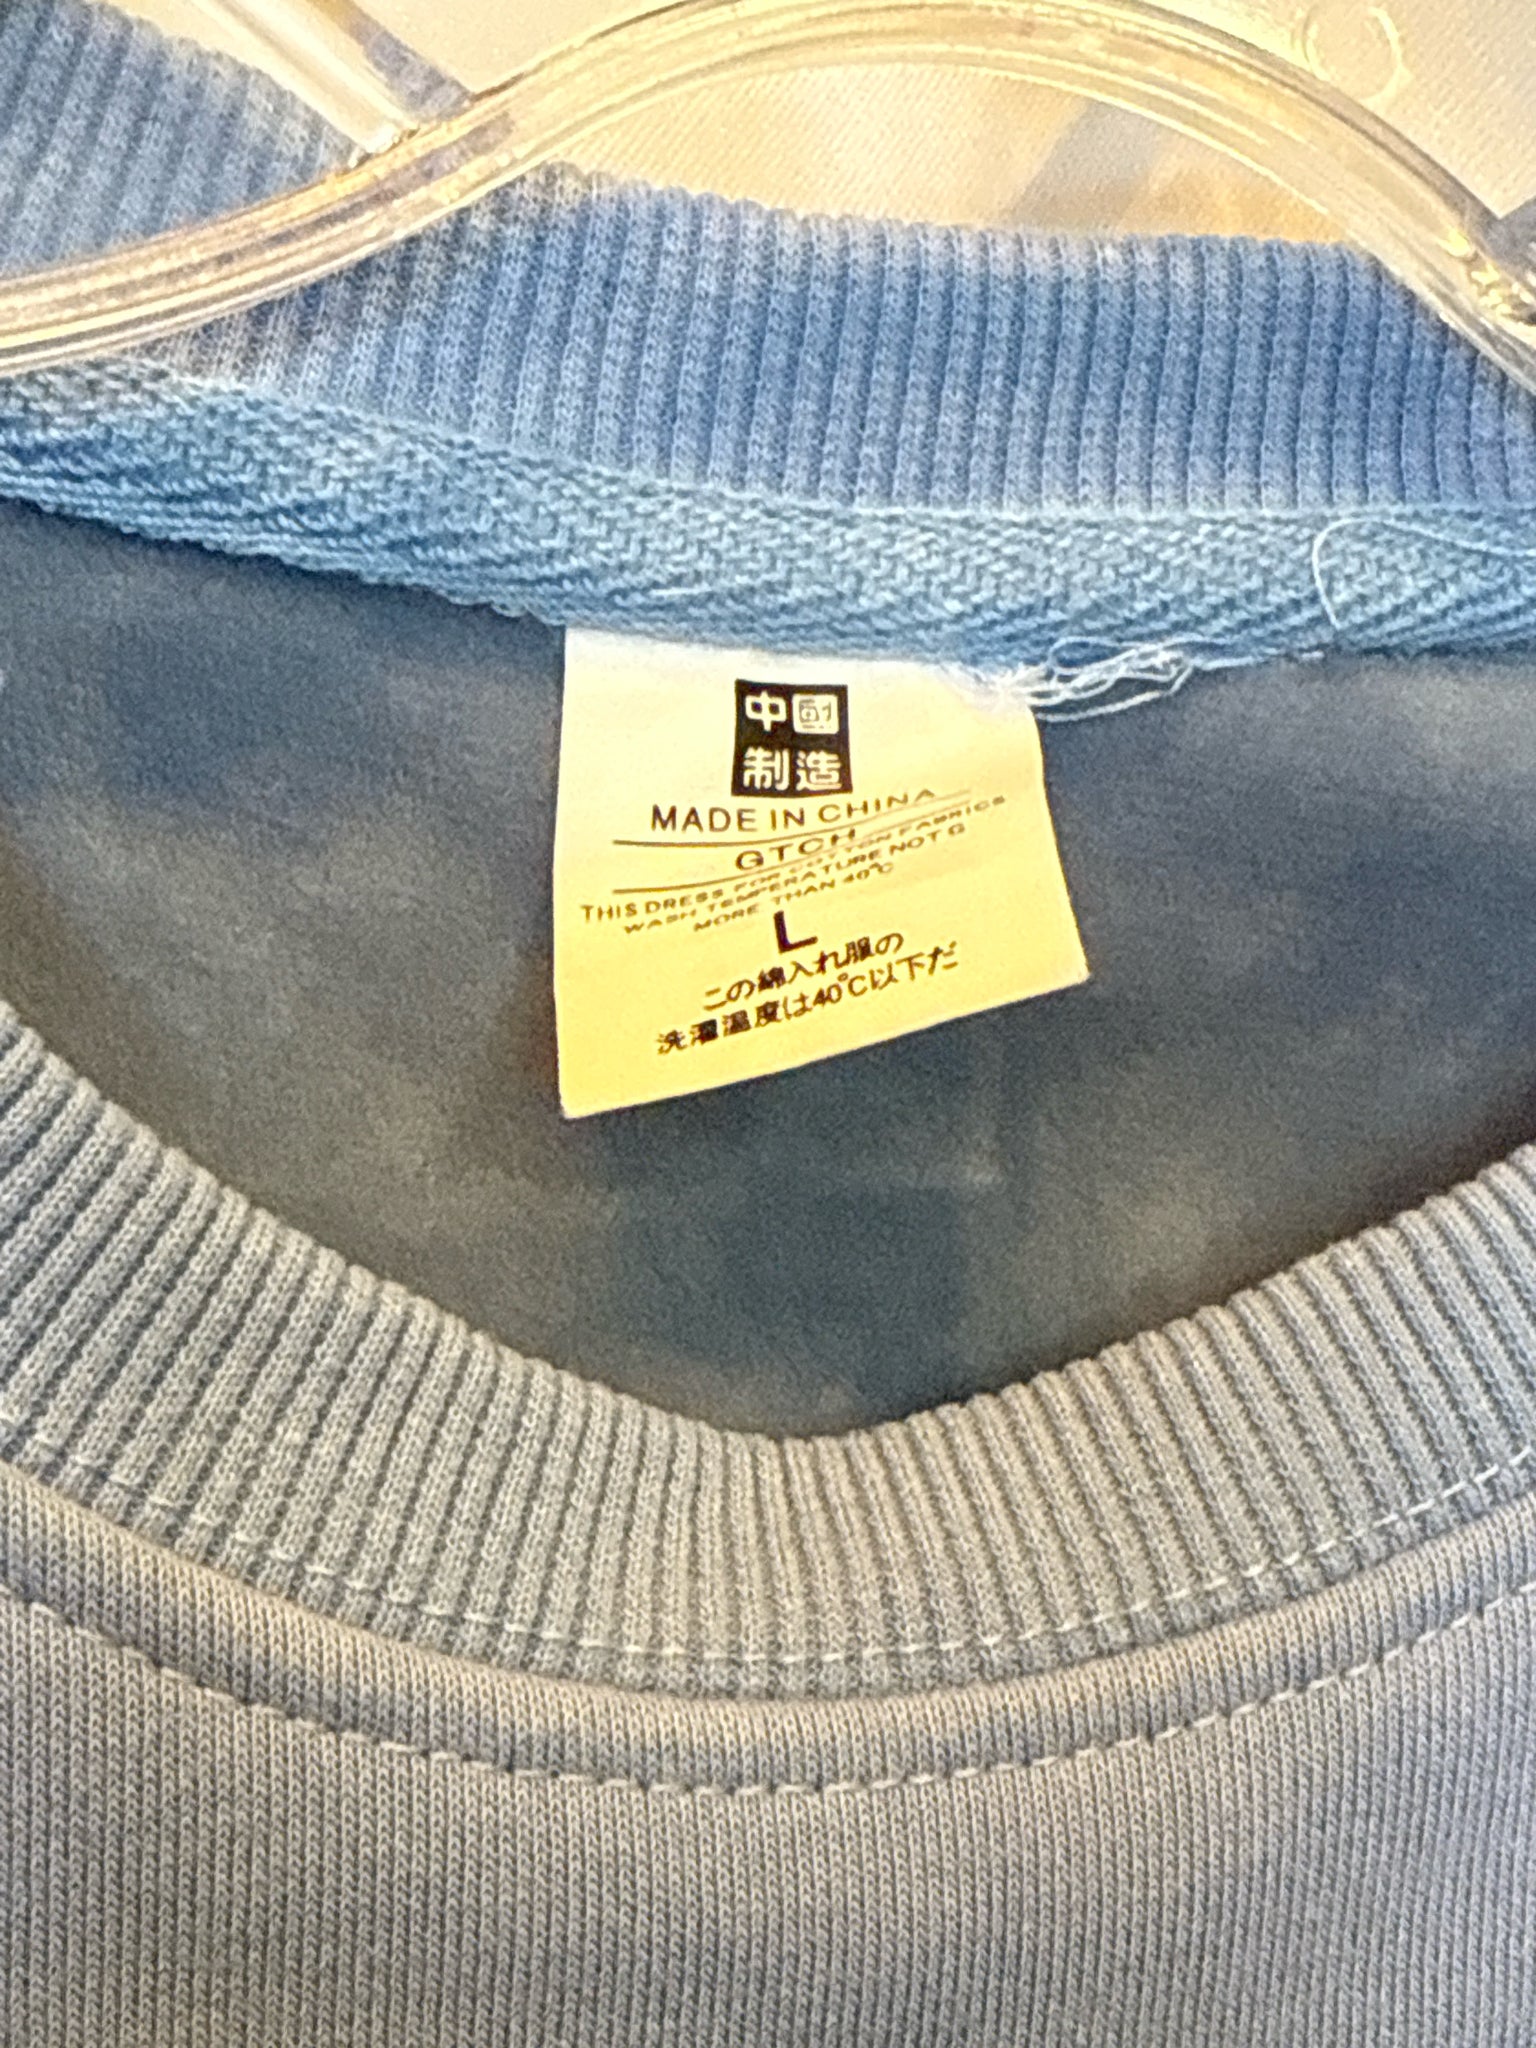 中國
制造
MADE IN CHINA
GTCH
THIS DRESS FOR COTTON FABRICS
WASH TEMPERATURE NOT G
MORE THAN 40℃
L
この綿入れ服の
洗濯温度は40℃以下だ